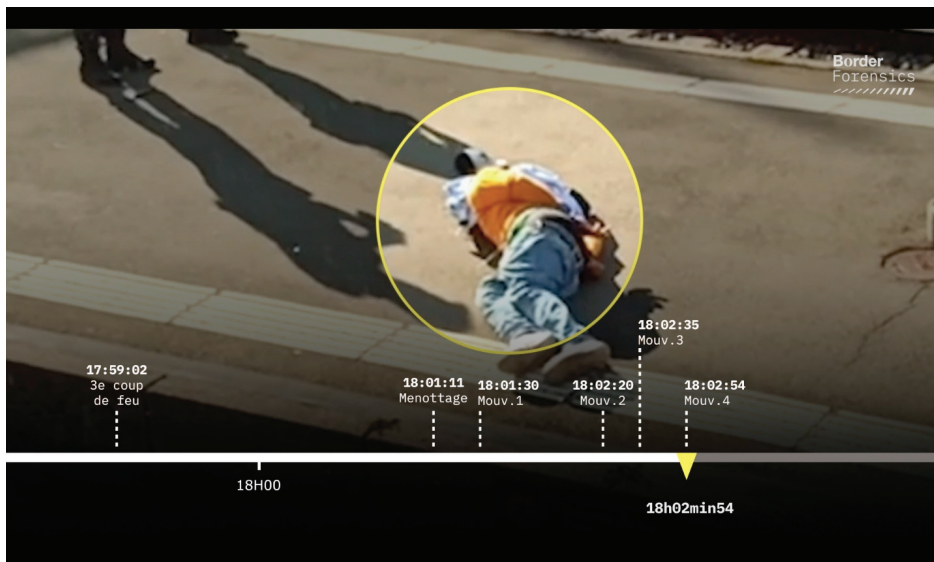 Border
Forensics
17:59:02
3e coup
de feu
18:01:11
Menottage
18:01:30
Mouv.1
18:02:20
Mouv.2
18:02:35
Mouv.3
18:02:54
Mouv.4
18H00
18h02min54